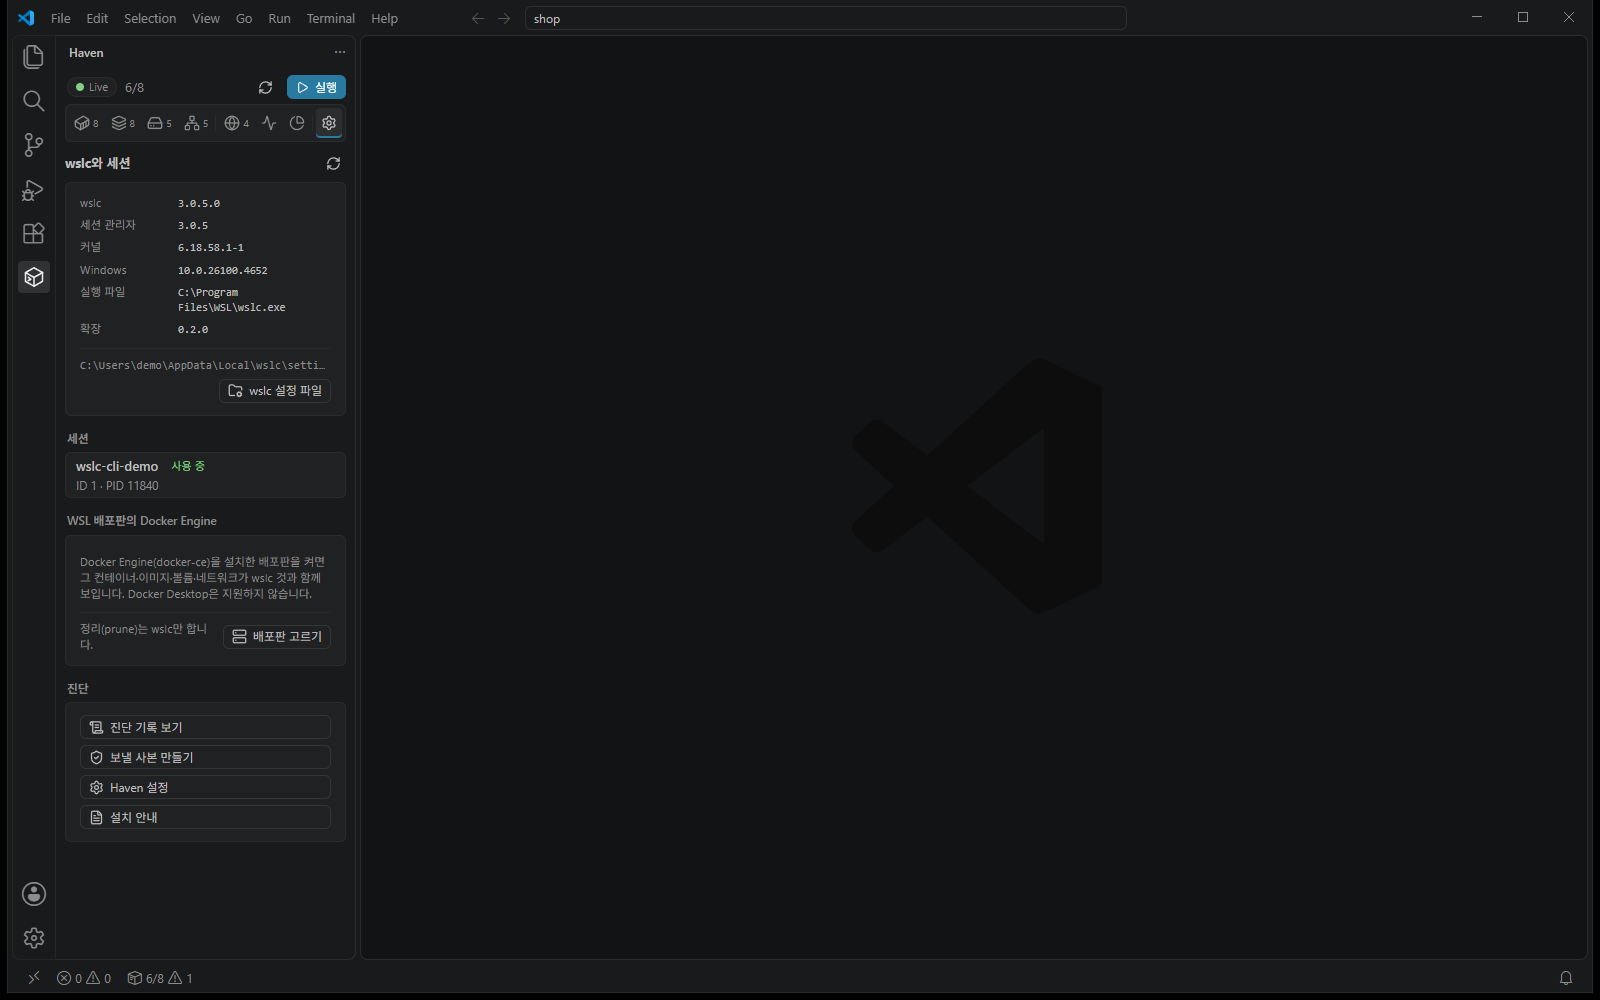 File Edit Selection View Go Run Terminal Help
shop
Haven
Live 6/8 실행
8 8 5 5 4
wslc와 세션
wslc 3.0.5.0
세션 관리자 3.0.5
커널 6.18.58.1-1
Windows 10.0.26100.4652
실행 파일 C:\Program
Files\WSL\wslc.exe
확장 0.2.0
C:\Users\demo\AppData\Local\wslc\setti…
wslc 설정 파일
세션
wslc-cli-demo 사용 중
ID 1 · PID 11840
WSL 배포판의 Docker Engine
Docker Engine(docker-ce)을 설치한 배포판을 켜면
그 컨테이너·이미지·볼륨·네트워크가 wslc 것과 함께
보입니다. Docker Desktop은 지원하지 않습니다.
정리(prune)는 wslc만 합니
다.
배포판 고르기
진단
진단 기록 보기
보낼 사본 만들기
Haven 설정
설치 안내
0 0 6/8 1